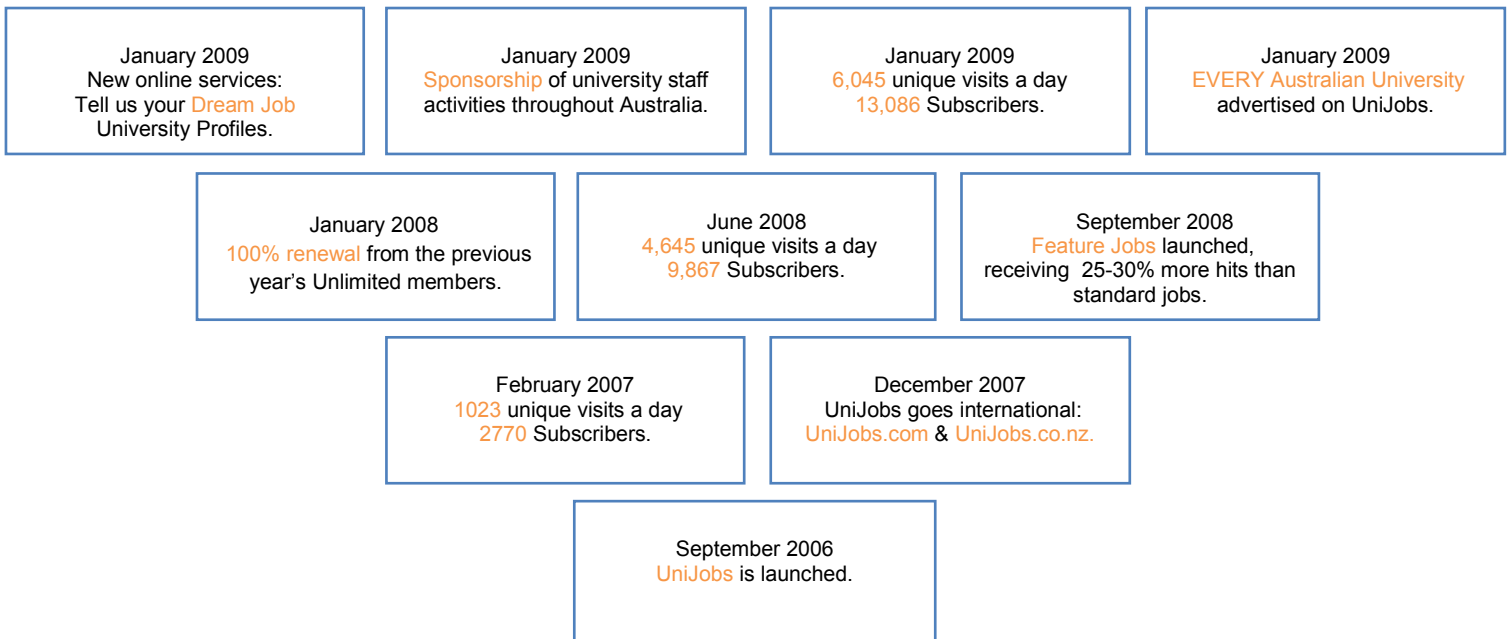 January 2009
New online services:
Tell us your Dream Job
University Profiles.
January 2009
Sponsorship of university staff
activities throughout Australia.
January 2009
6,045 unique visits a day
13,086 Subscribers.
January 2009
EVERY Australian University
advertised on UniJobs.
January 2008
100% renewal from the previous
year's Unlimited members.
June 2008
4,645 unique visits a day
9,867 Subscribers.
September 2008
Feature Jobs launched,
receiving 25-30% more hits than
standard jobs.
February 2007
1023 unique visits a day
2770 Subscribers.
December 2007
UniJobs goes international:
UniJobs.com & UniJobs.co.nz.
September 2006
UniJobs is launched.